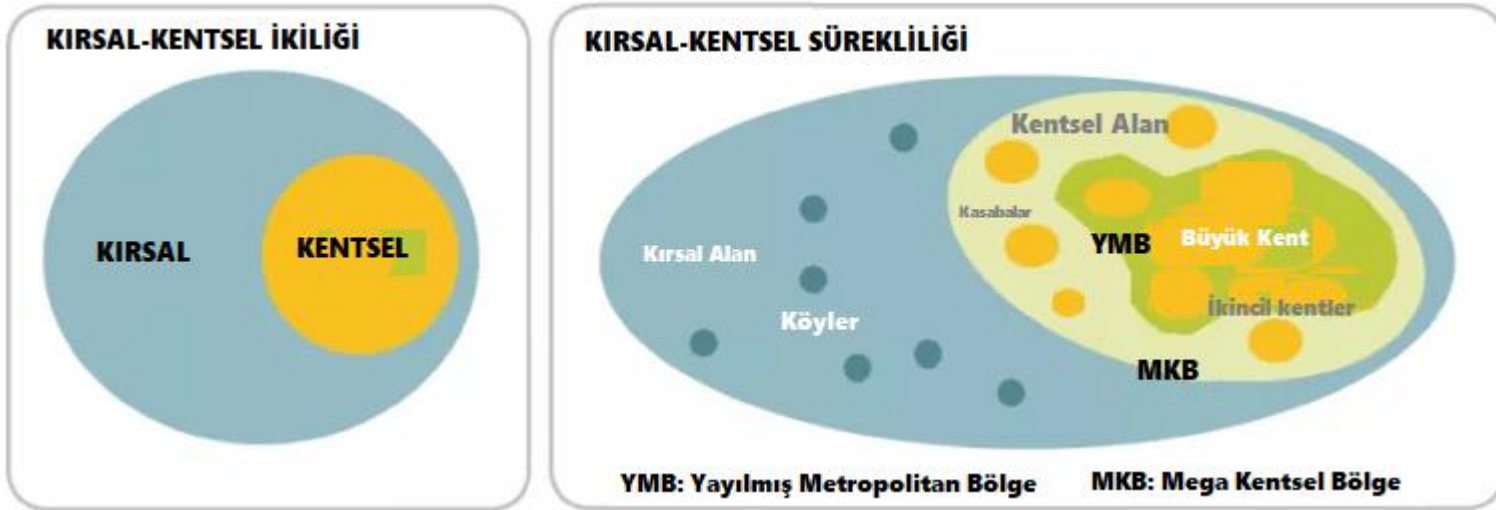 KIRSAL-KENTSEL İKİLİĞİ
KIRSAL
KENTSEL
KIRSAL-KENTSEL SÜREKLİLİĞİ
Kentsel Alan
Kasabalar
Kırsal Alan
YMB
Büyük Kent
Köyler
İkincil kentler
MKB
YMB: Yayılmış Metropolitan Bölge
MKB: Mega Kentsel Bölge